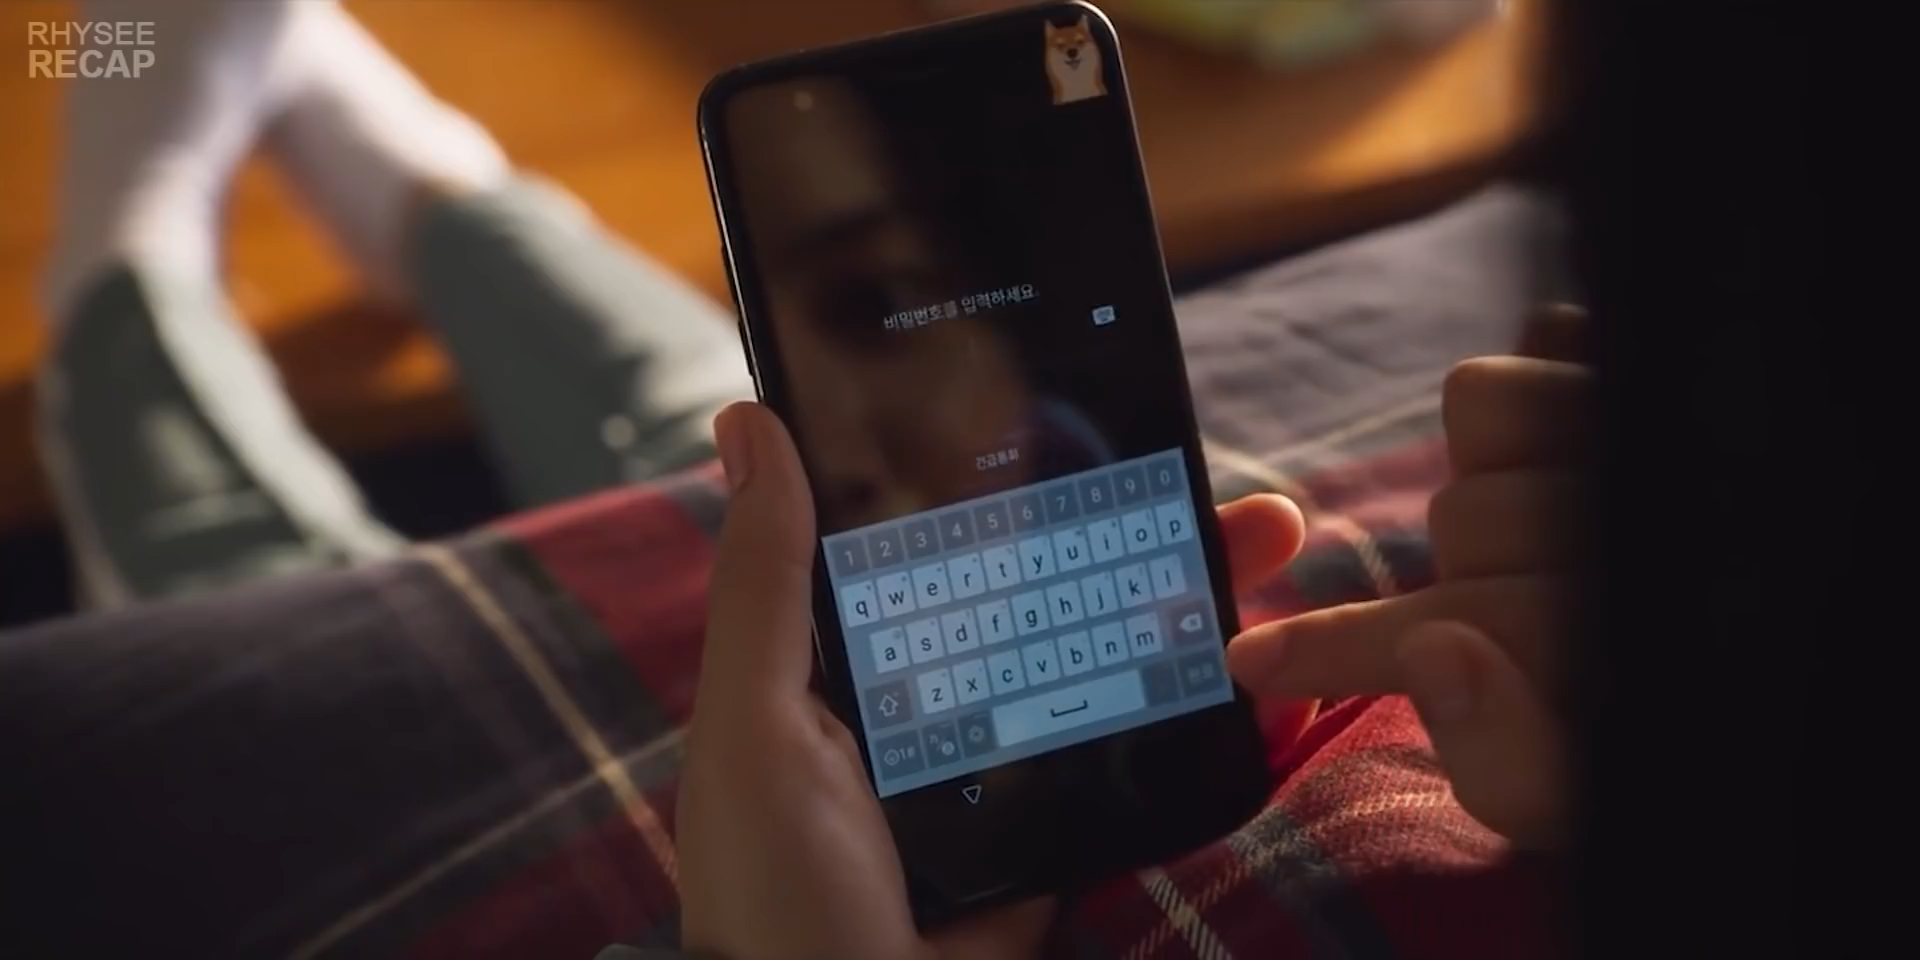 RHYSEE
RECAP
비밀번호를 입력하세요.
긴급통화
1 2 3 4 5 6 7 8 9 0
q w e r t y u i o p
a s d f g h j k l
z x c v b n m
1#